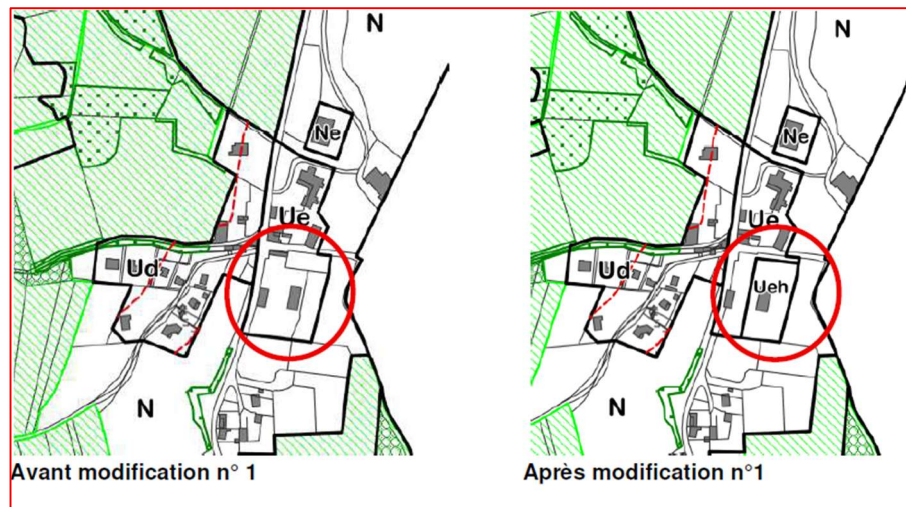 N
Ne
Ue
Ud
N
Avant modification n° 1
N
Ne
Ue
Ud
Ueh
N
Après modification n°1